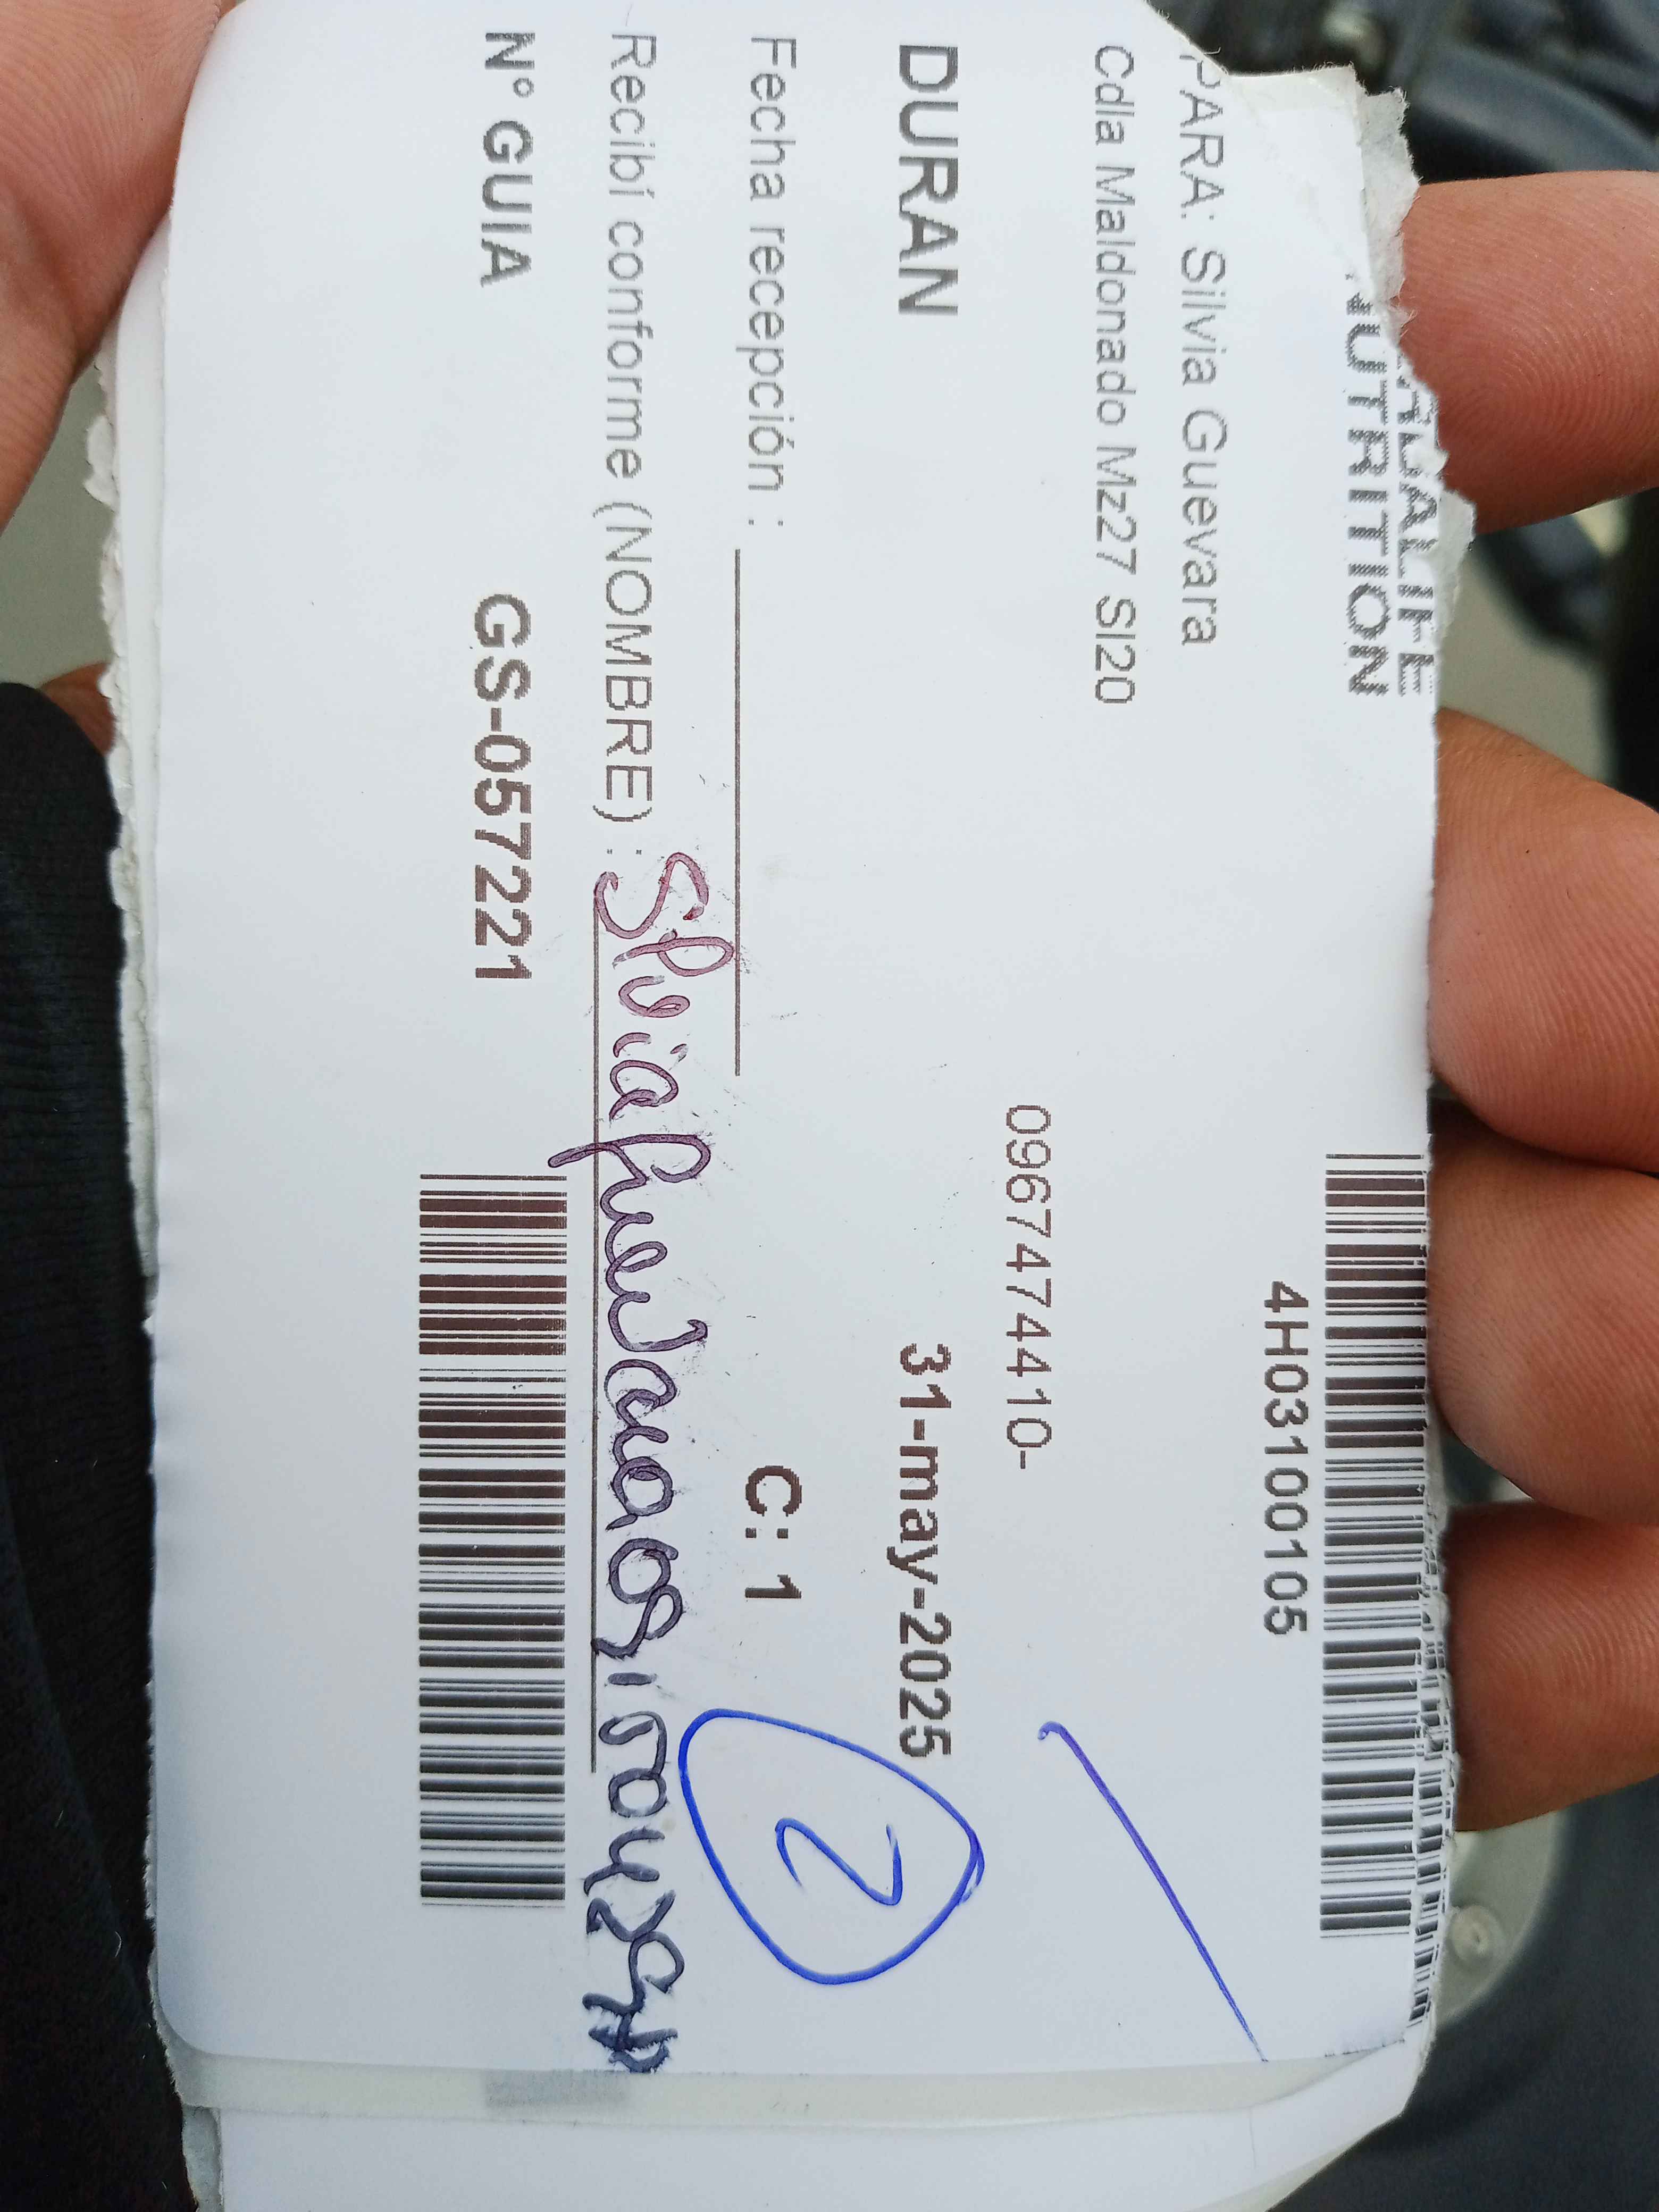 NUTRITION
4H03100105
PARA: Silvia Guevara
Cdla Maldonado Mz27 Sl20
0967474410-
DURAN
31-may-2025
2
Fecha recepción :
C: 1
Recibí conforme (NOMBRE) : Silvia Guevara
Nº GUIA
GS-057221